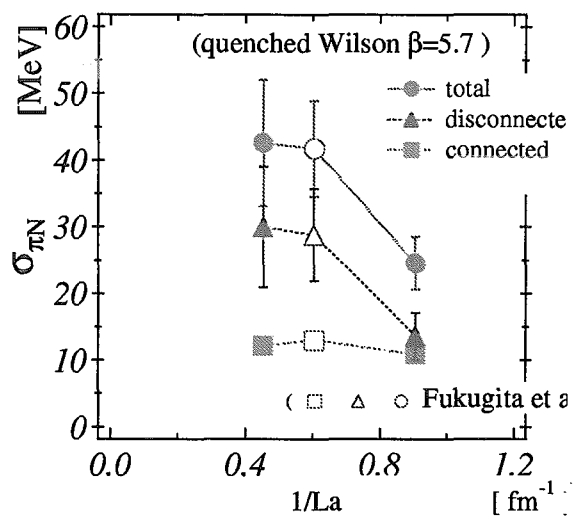 (quenched Wilson β=5.7 )
60
50
40
30
20
10
0
σπN [MeV]
total
disconnecte
connected
( Fukugita et a
0.0 0.4 0.8 1.2
1/La [ fm⁻¹ ]